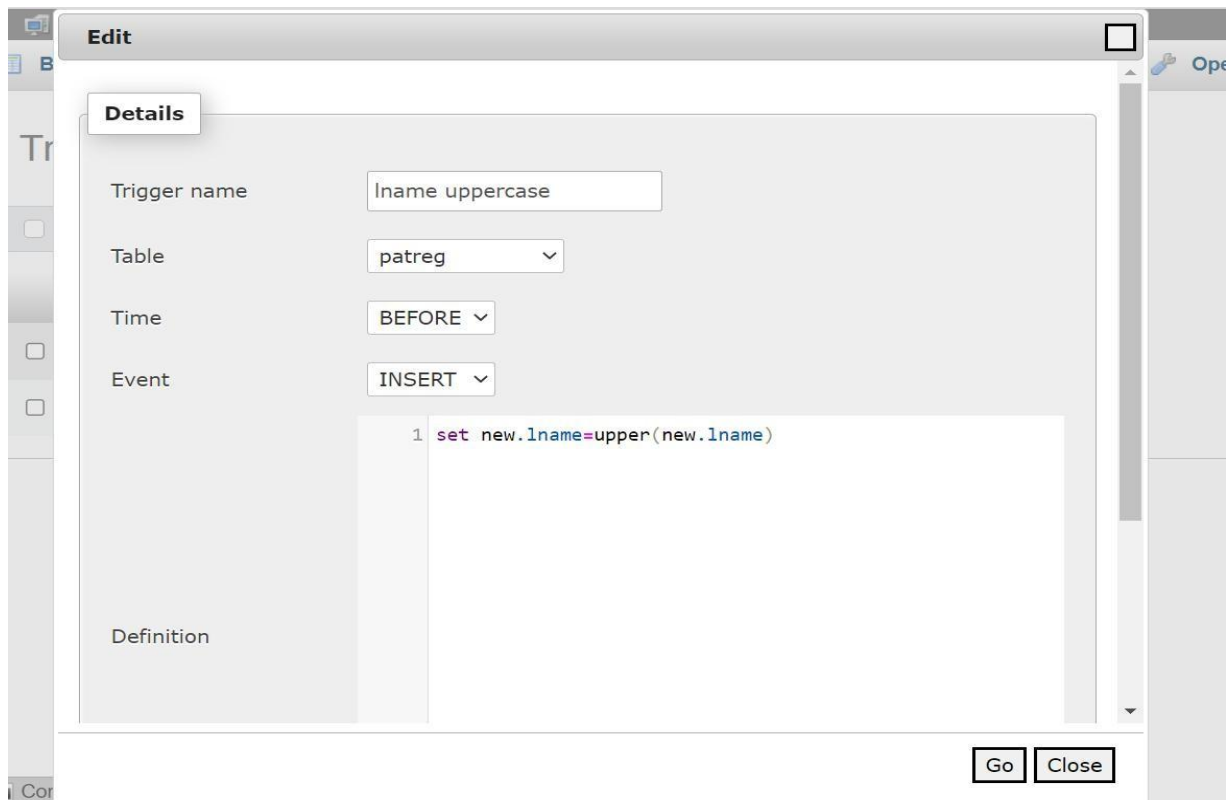 Edit
B
Ope
Details
Tr
Trigger name
lname uppercase
Table
patreg
Time
BEFORE
Event
INSERT
1 set new.lname=upper(new.lname)
Definition
Go Close
Cor